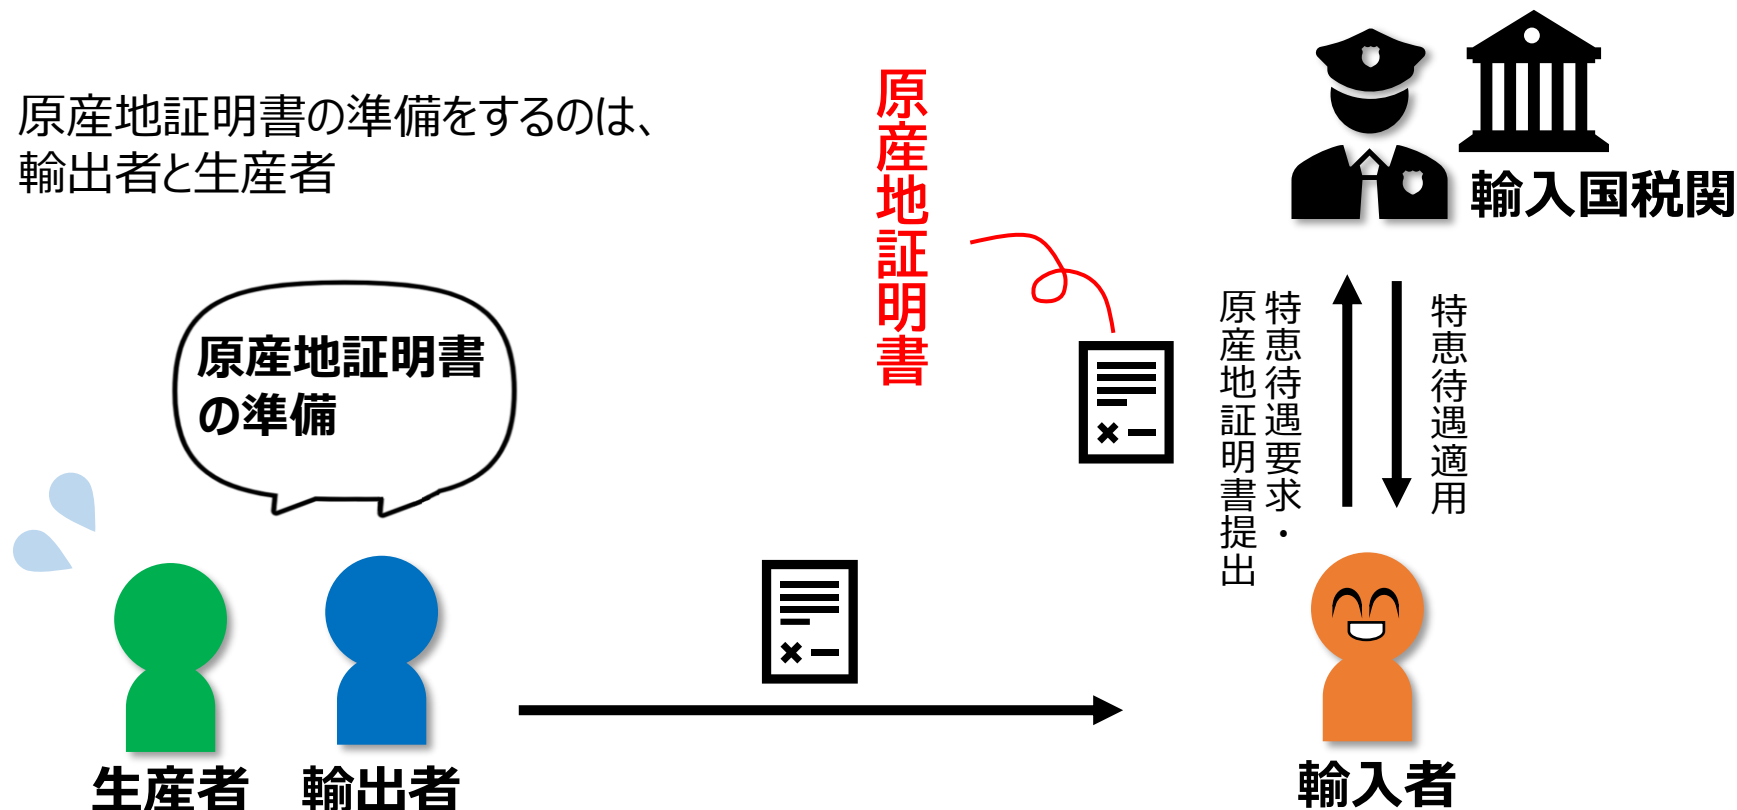 原産地証明書の準備をするのは、
輸出者と生産者
原産地証明書
輸入国税関
原産地証明書
の準備
特恵待遇要求・
原産地証明書提出
特恵待遇適用
生産者
輸出者
輸入者